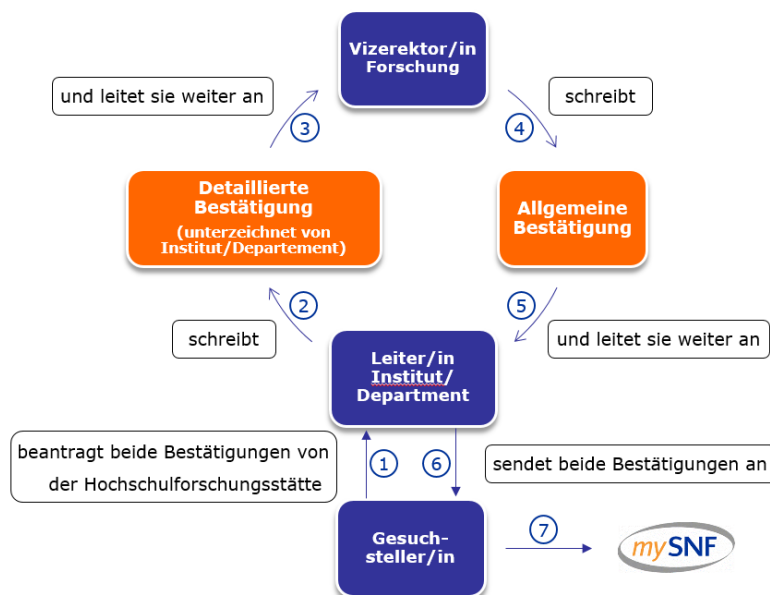 Vizerektor/in
Forschung
und leitet sie weiter an
schreibt
3
4
Detaillierte
Bestätigung
(unterzeichnet von
Institut/Departement)
Allgemeine
Bestätigung
2
5
schreibt
und leitet sie weiter an
Leiter/in
Institut/
Department
beantragt beide Bestätigungen von
der Hochschulforschungsstätte
1
6
sendet beide Bestätigungen an
Gesuch-
steller/in
7
mySNF